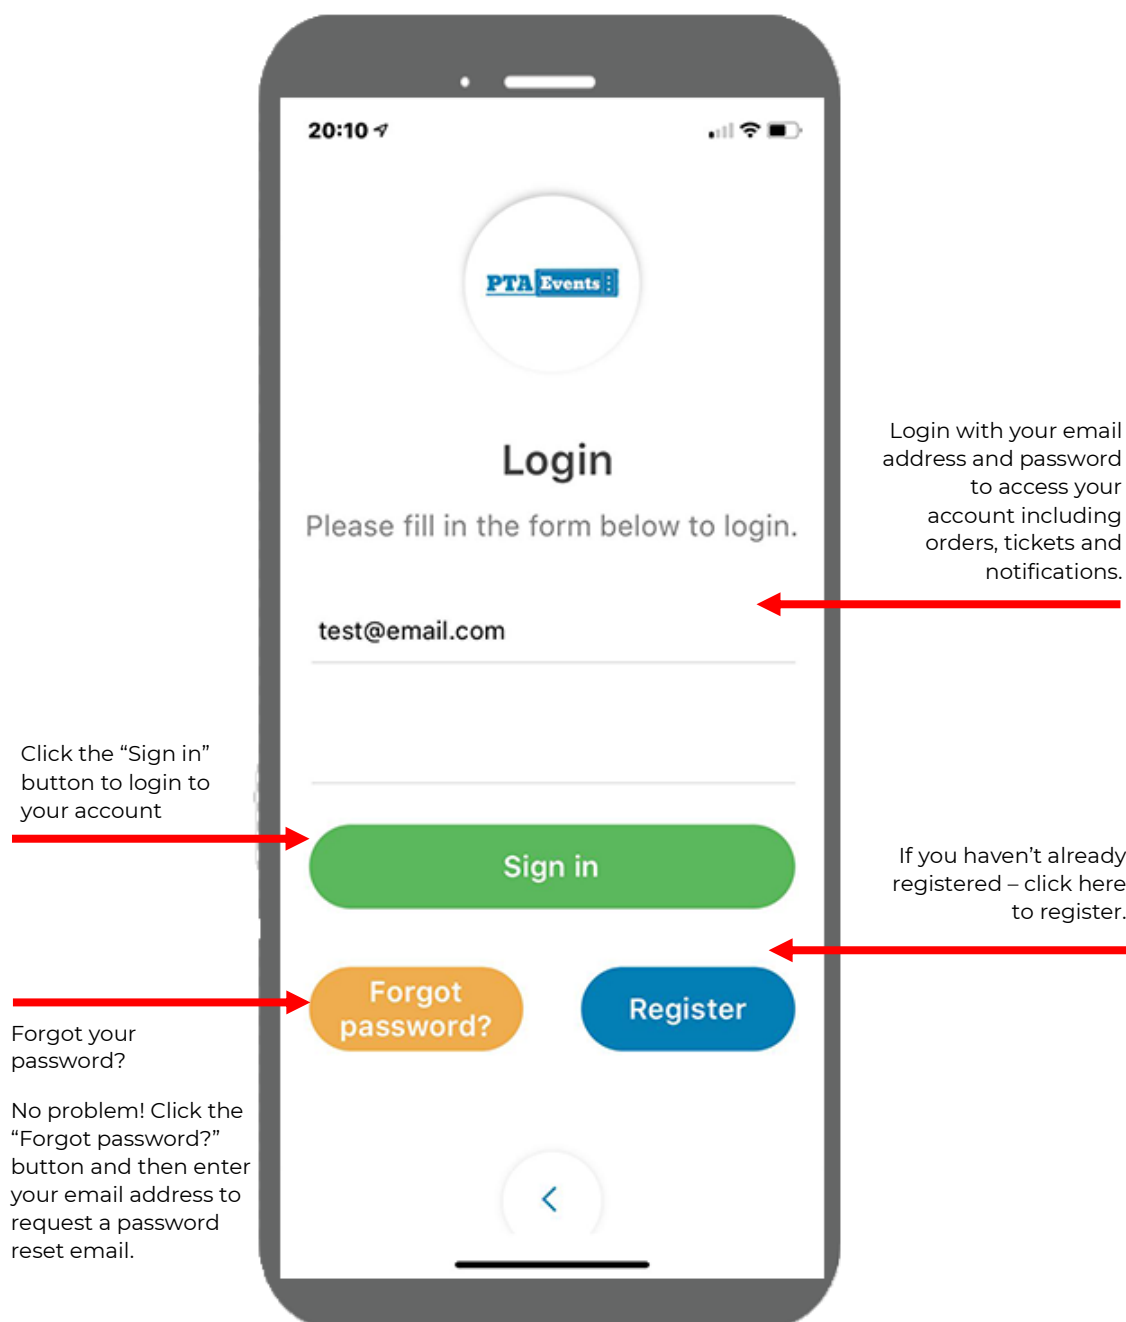 20:10
PTA Events
Login
Please fill in the form below to login.
Login with your email
address and password
to access your
account including
orders, tickets and
notifications.
test@email.com
Click the “Sign in”
button to login to
your account
Sign in
If you haven’t already
registered – click here
to register.
Forgot
password?
Register
Forgot your
password?
No problem! Click the
“Forgot password?”
button and then enter
your email address to
request a password
reset email.